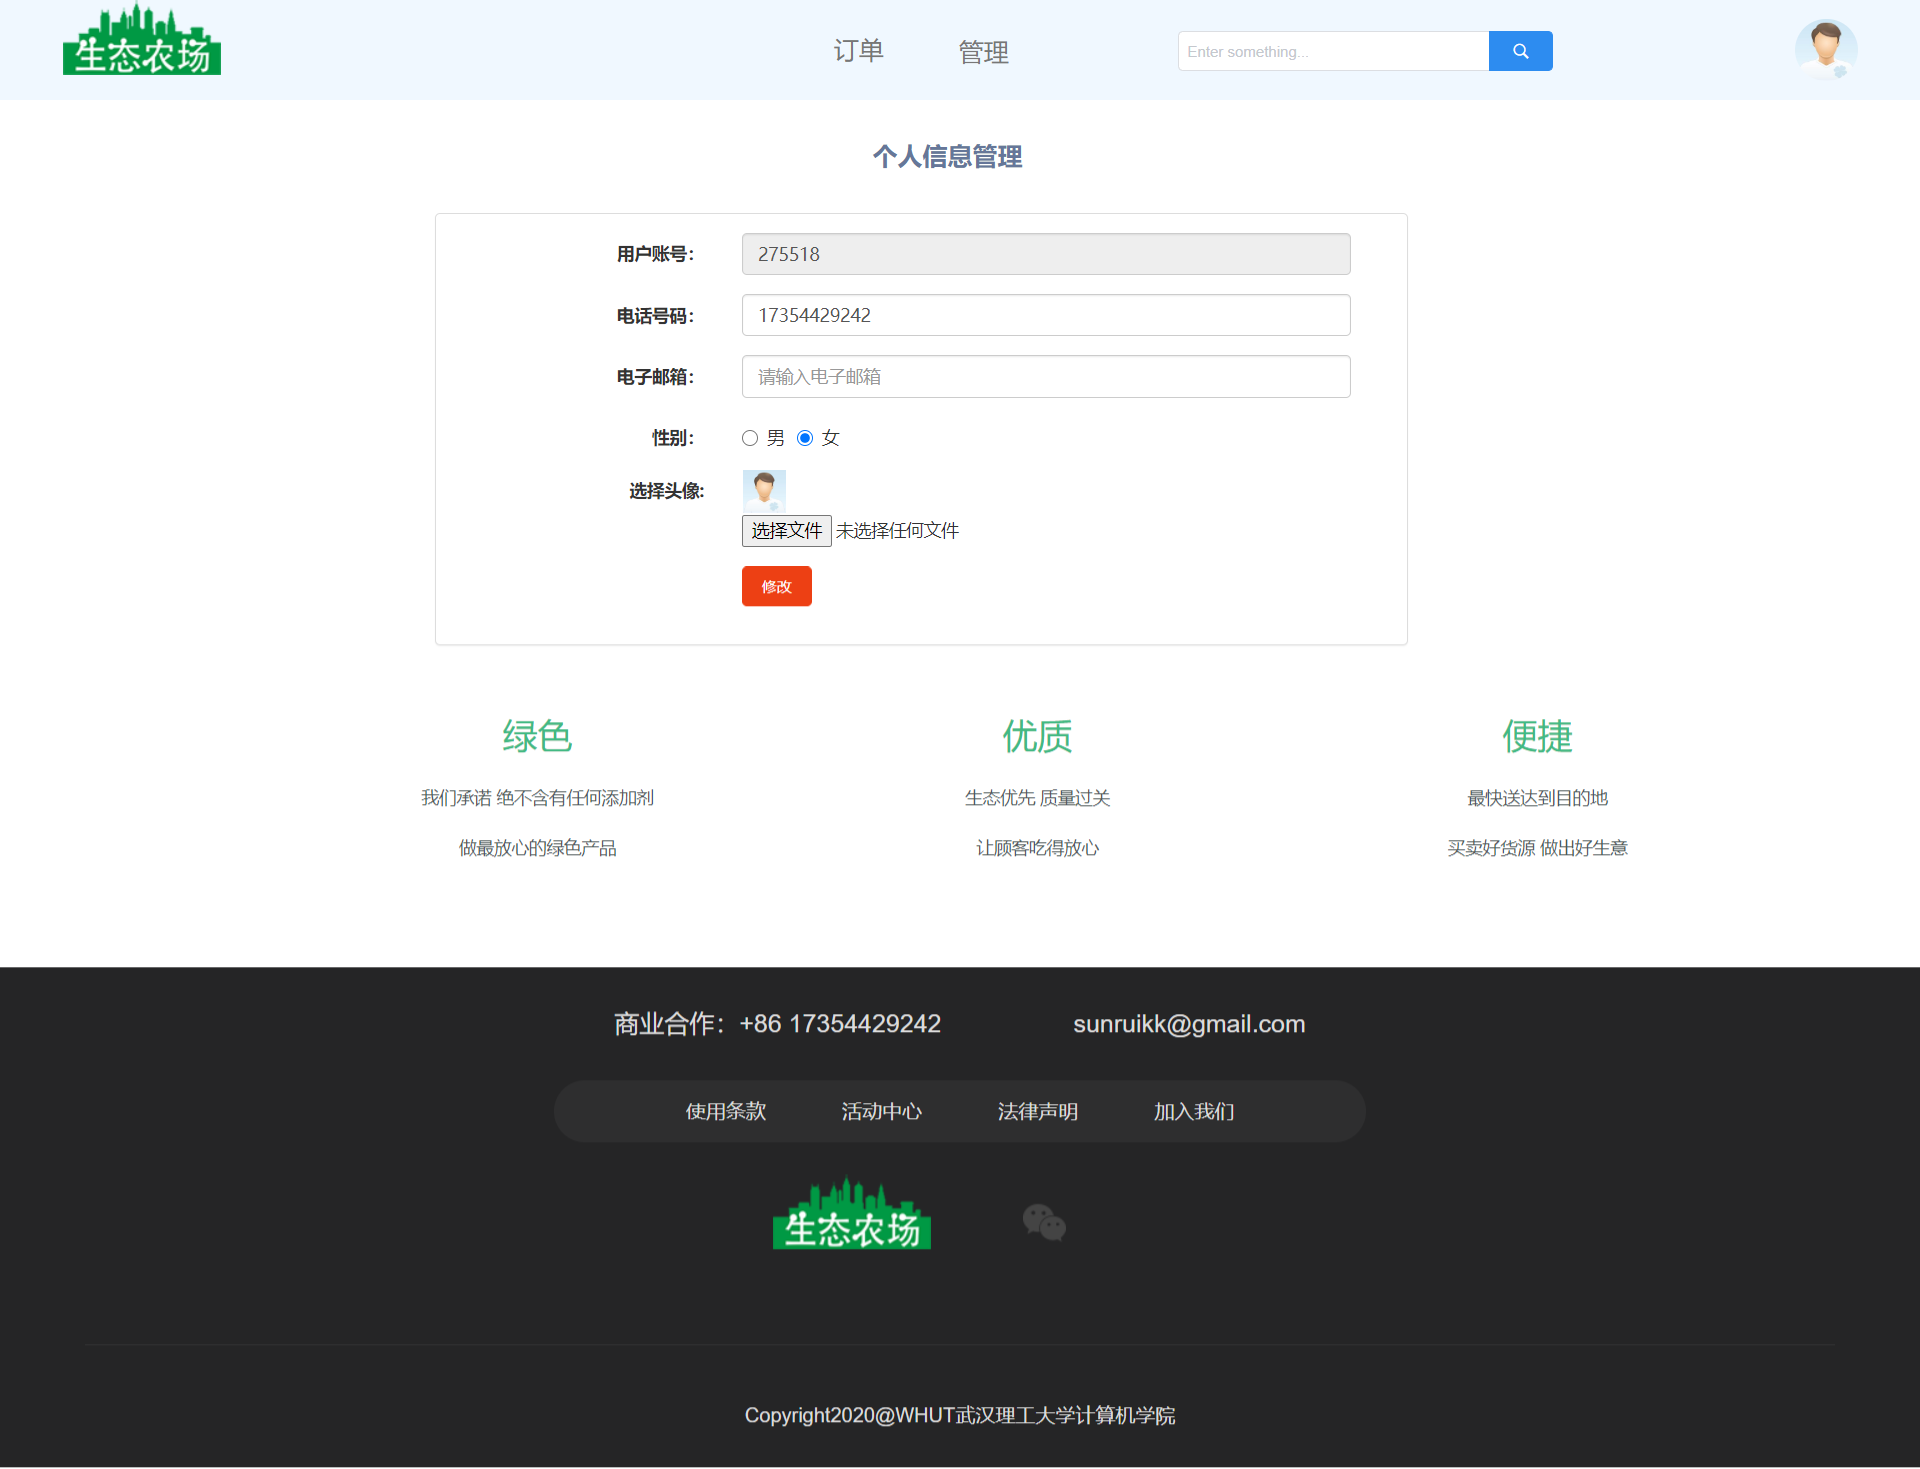 生态农场
订单 管理 Enter something...
个人信息管理
用户账号： 275518
电话号码： 17354429242
电子邮箱： 请输入电子邮箱
性别： 男 女
选择头像:
选择文件 未选择任何文件
修改
绿色 优质 便捷
我们承诺 绝不含有任何添加剂 生态优先 质量过关 最快送达到目的地
做最放心的绿色产品 让顾客吃得放心 买卖好货源 做出好生意
商业合作：+86 17354429242 sunruikk@gmail.com
使用条款 活动中心 法律声明 加入我们
生态农场
Copyright2020@WHUT武汉理工大学计算机学院